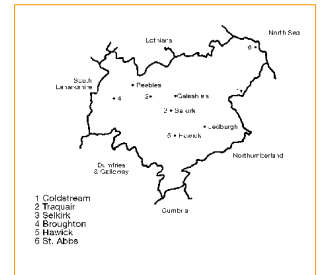 North Sea
Lothians
6
South
Lanarkshire
Peebles
4
2
Galashiels
3 Selkirk
Jedburgh
5 Hawick
Northumberland
Dumfries
& Galloway
Cumbria
1 Coldstream
2 Traquair
3 Selkirk
4 Broughton
5 Hawick
6 St. Abbs